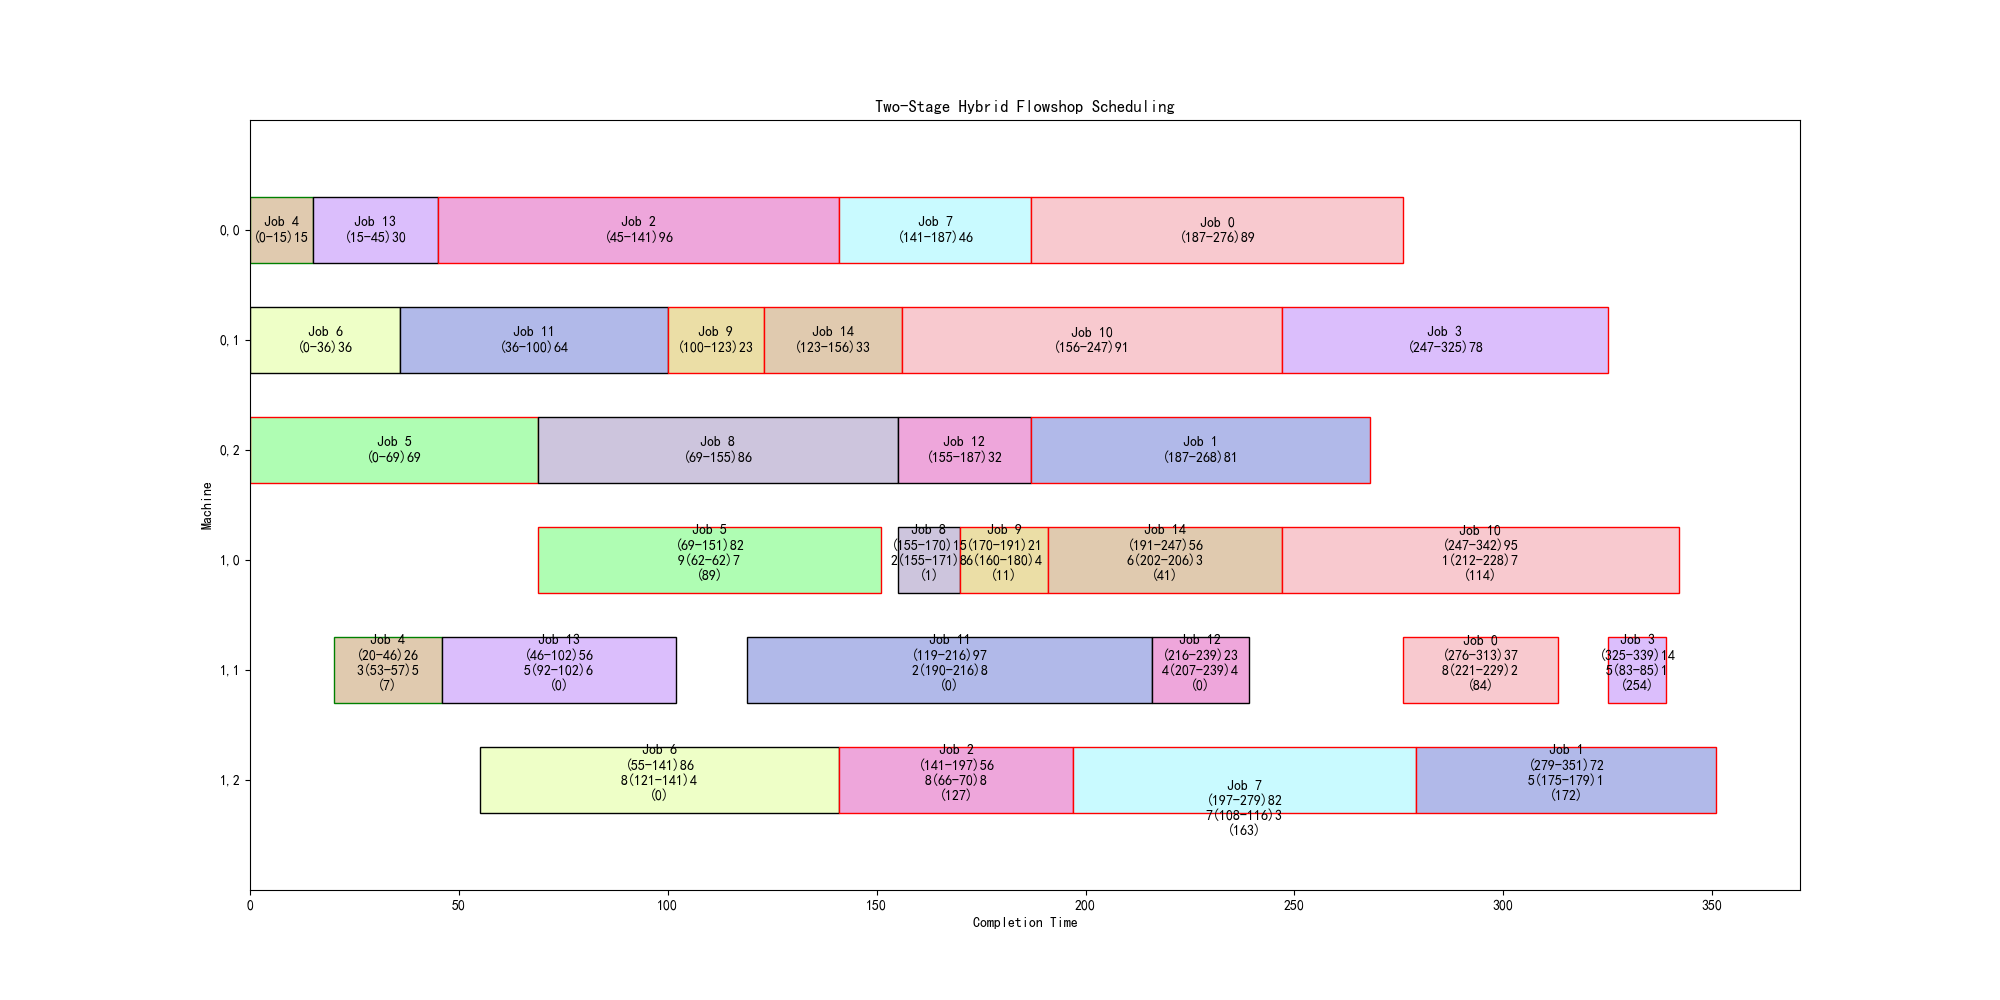 Two-Stage Hybrid Flowshop Scheduling
Machine
0,0
Job 4
(0-15)15
Job 13
(15-45)30
Job 2
(45-141)96
Job 7
(141-187)46
Job 0
(187-276)89
0,1
Job 6
(0-36)36
Job 11
(36-100)64
Job 9
(100-123)23
Job 14
(123-156)33
Job 10
(156-247)91
Job 3
(247-325)78
0,2
Job 5
(0-69)69
Job 8
(69-155)86
Job 12
(155-187)32
Job 1
(187-268)81
1,0
Job 5
(69-151)82
9(62-62)7
(89)
Job 8
(155-170)15
2(155-171)8
(1)
Job 9
(170-191)21
6(160-180)4
(11)
Job 14
(191-247)56
6(202-206)3
(41)
Job 10
(247-342)95
1(212-228)7
(114)
1,1
Job 4
(20-46)26
3(53-57)5
(7)
Job 13
(46-102)56
5(92-102)6
(0)
Job 11
(119-216)97
2(190-216)8
(0)
Job 12
(216-239)23
4(207-239)4
(0)
Job 0
(276-313)37
8(221-229)2
(84)
Job 3
(325-339)14
5(83-85)1
(254)
1,2
Job 6
(55-141)86
8(121-141)4
(0)
Job 2
(141-197)56
8(66-70)8
(127)
Job 7
(197-279)82
7(108-116)3
(163)
Job 1
(279-351)72
5(175-179)1
(172)
0
50
100
150
200
250
300
350
Completion Time